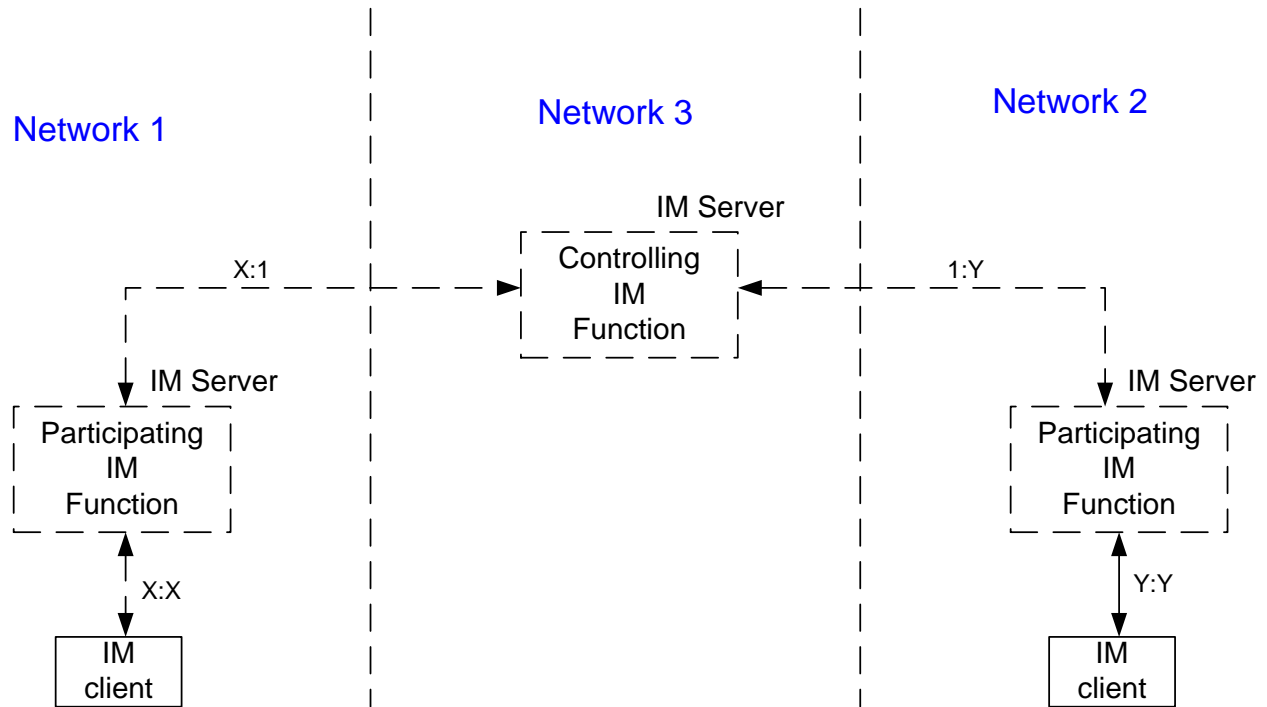 Network 1
Network 3
Network 2
IM Server
Controlling
IM
Function
X:1
1:Y
IM Server
Participating
IM
Function
IM Server
Participating
IM
Function
X:X
Y:Y
IM
client
IM
client